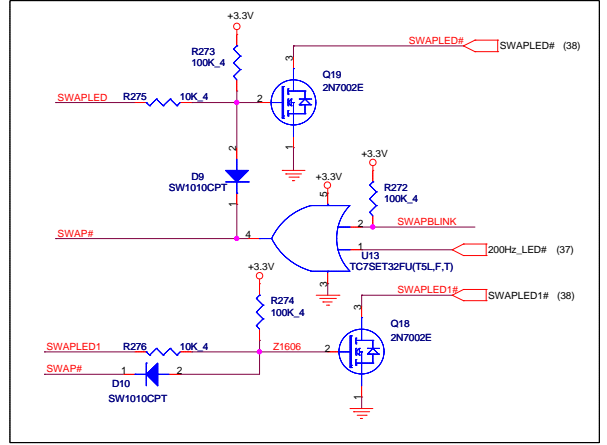 +3.3V
SWAPLED#
SWAPLED# (38)
R273
100K_4
3
Q19
2N7002E
SWAPLED
R275
10K_4
2
1
2
D9
SW1010CPT
1
+3.3V
+3.3V
5
R272
100K_4
SWAP#
4
2
SWAPBLINK
1
200Hz_LED# (37)
U13
TC7SET32FU(T5L,F,T)
+3.3V
3
SWAPLED1#
SWAPLED1# (38)
R274
100K_4
3
Q18
2N7002E
SWAPLED1
R276
10K_4
Z1606
2
SWAP#
1
2
D10
SW1010CPT
1